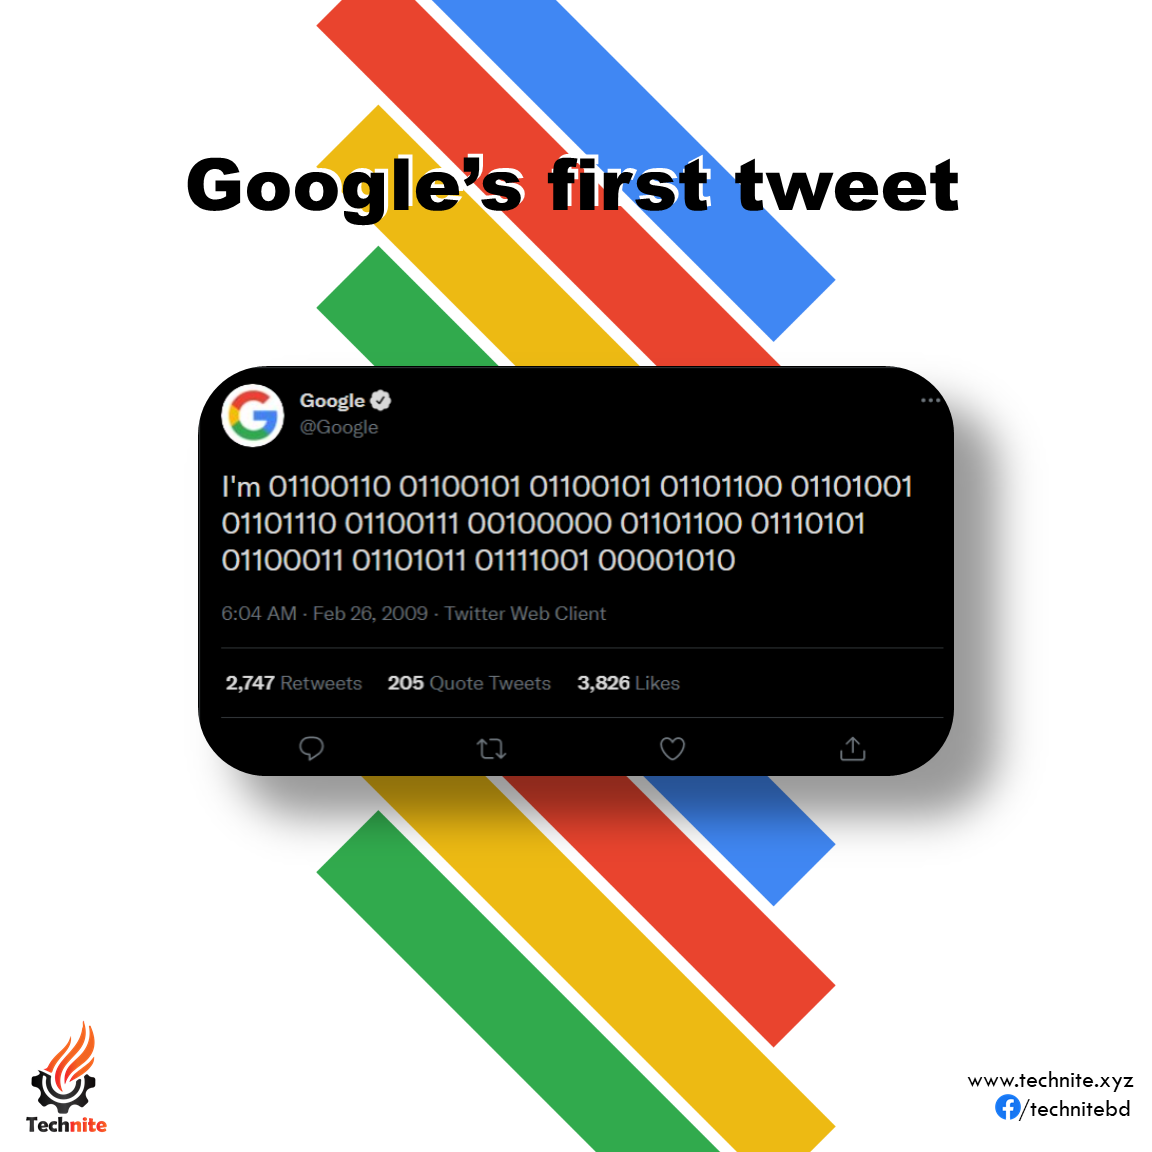 Google’s first tweet
Google
@Google
I'm 01100110 01100101 01100101 01101100 01101001
01101110 01100111 00100000 01101100 01110101
01100011 01101011 01111001 00001010
6:04 AM · Feb 26, 2009 · Twitter Web Client
2,747 Retweets 205 Quote Tweets 3,826 Likes
Technite
www.technite.xyz
/technitebd